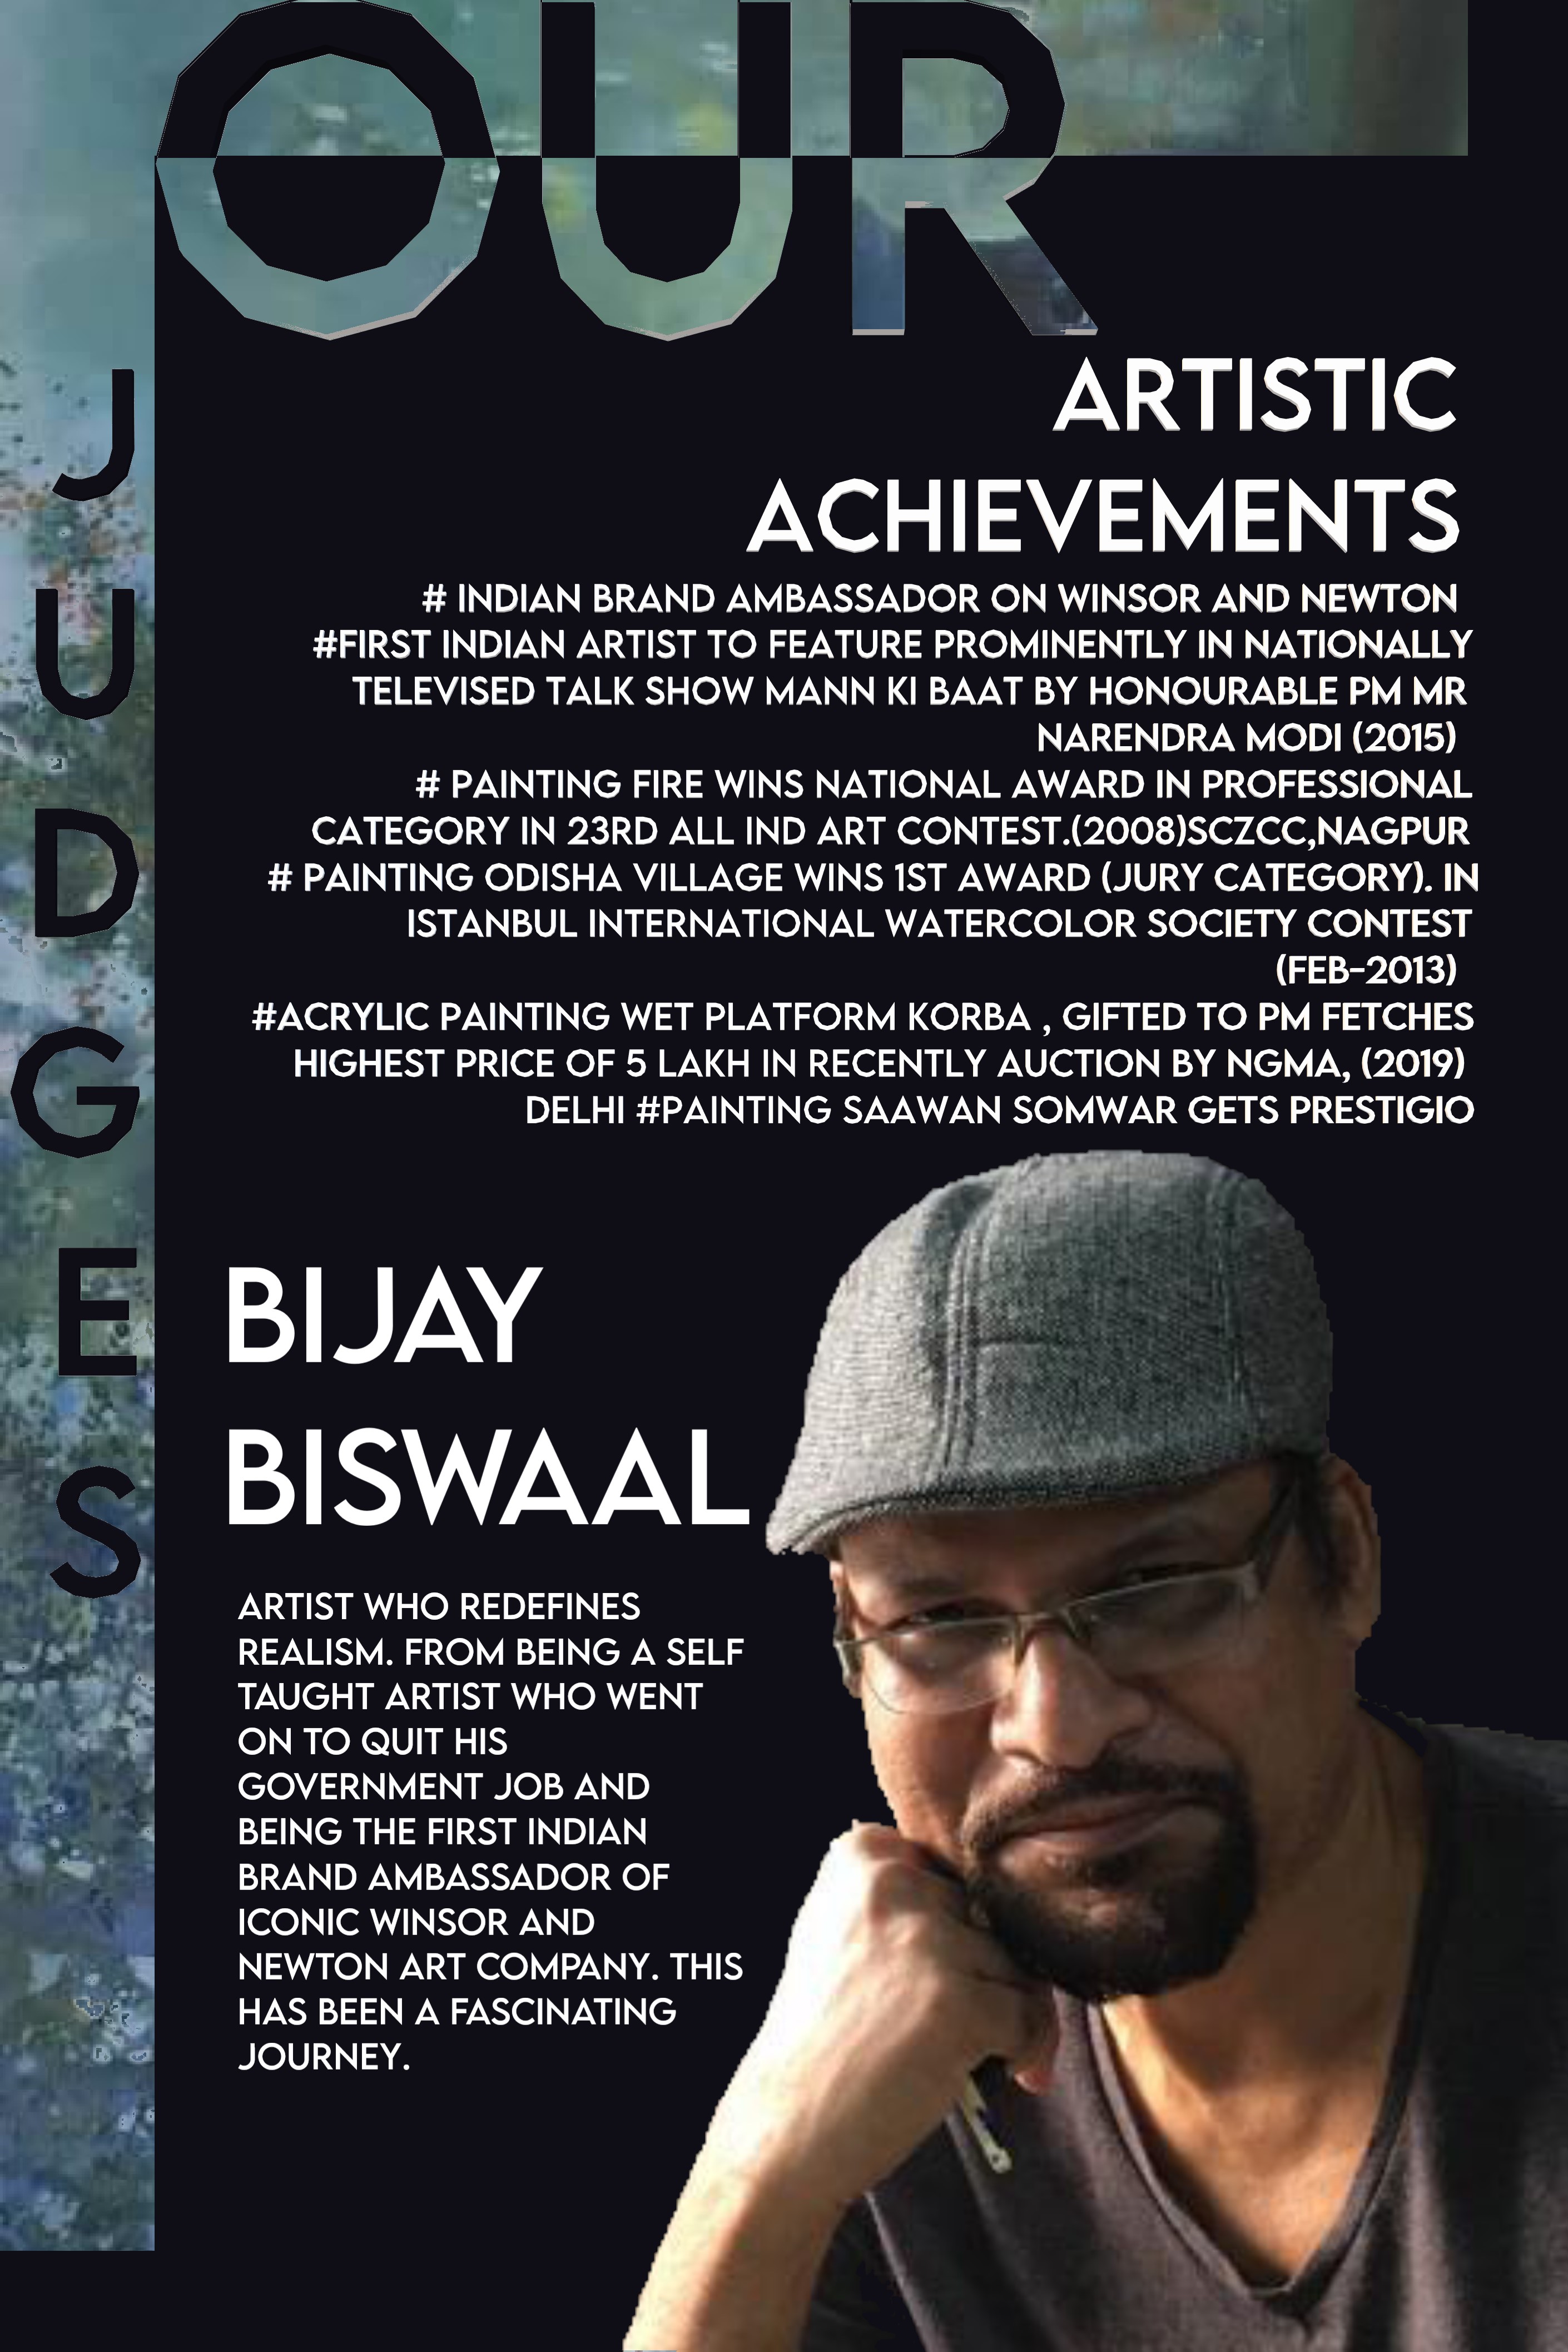 OUR
JUDGES
ARTISTIC
ACHIEVEMENTS
# INDIAN BRAND AMBASSADOR ON WINSOR AND NEWTON
#FIRST INDIAN ARTIST TO FEATURE PROMINENTLY IN NATIONALLY
TELEVISED TALK SHOW MANN KI BAAT BY HONOURABLE PM MR
NARENDRA MODI (2015)
# PAINTING FIRE WINS NATIONAL AWARD IN PROFESSIONAL
CATEGORY IN 23RD ALL IND ART CONTEST.(2008)SCZCC,NAGPUR
# PAINTING ODISHA VILLAGE WINS 1ST AWARD (JURY CATEGORY). IN
ISTANBUL INTERNATIONAL WATERCOLOR SOCIETY CONTEST
(FEB-2013)
#ACRYLIC PAINTING WET PLATFORM KORBA , GIFTED TO PM FETCHES
HIGHEST PRICE OF 5 LAKH IN RECENTLY AUCTION BY NGMA, (2019)
DELHI #PAINTING SAAWAN SOMWAR GETS PRESTIGIO
BIJAY
BISWAAL
ARTIST WHO REDEFINES
REALISM. FROM BEING A SELF
TAUGHT ARTIST WHO WENT
ON TO QUIT HIS
GOVERNMENT JOB AND
BEING THE FIRST INDIAN
BRAND AMBASSADOR OF
ICONIC WINSOR AND
NEWTON ART COMPANY. THIS
HAS BEEN A FASCINATING
JOURNEY.